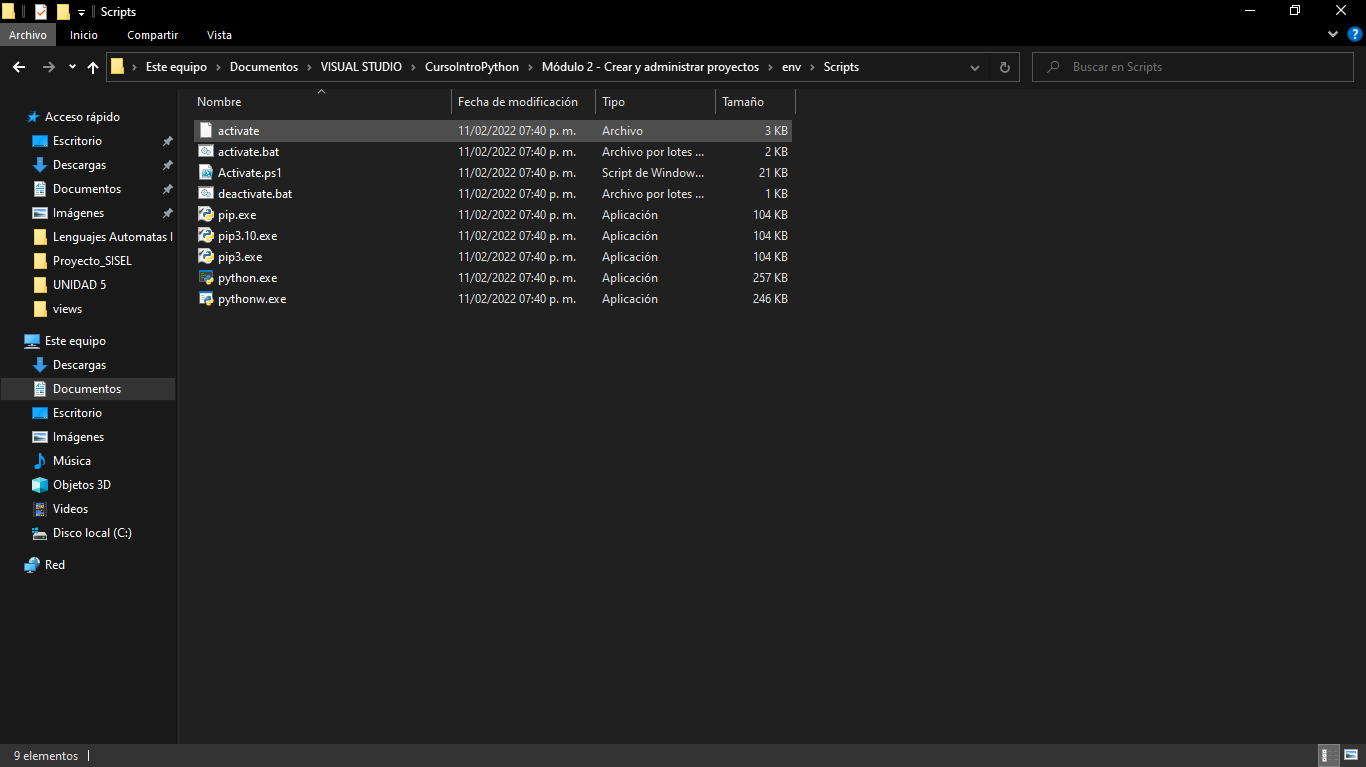 Scripts
Archivo Inicio Compartir Vista
Este equipo Documentos VISUAL STUDIO CursoIntroPython Módulo 2 - Crear y administrar proyectos env Scripts Buscar en Scripts
Nombre Fecha de modificación Tipo Tamaño
Acceso rápido
Escritorio
Descargas
Documentos
Imágenes
Lenguajes Automatas I
Proyecto_SISEL
UNIDAD 5
views
Este equipo
Descargas
Documentos
Escritorio
Imágenes
Música
Objetos 3D
Videos
Disco local (C:)
Red
activate 11/02/2022 07:40 p. m. Archivo 3 KB
activate.bat 11/02/2022 07:40 p. m. Archivo por lotes ... 2 KB
Activate.ps1 11/02/2022 07:40 p. m. Script de Window... 21 KB
deactivate.bat 11/02/2022 07:40 p. m. Archivo por lotes ... 1 KB
pip.exe 11/02/2022 07:40 p. m. Aplicación 104 KB
pip3.10.exe 11/02/2022 07:40 p. m. Aplicación 104 KB
pip3.exe 11/02/2022 07:40 p. m. Aplicación 104 KB
python.exe 11/02/2022 07:40 p. m. Aplicación 257 KB
pythonw.exe 11/02/2022 07:40 p. m. Aplicación 246 KB
9 elementos